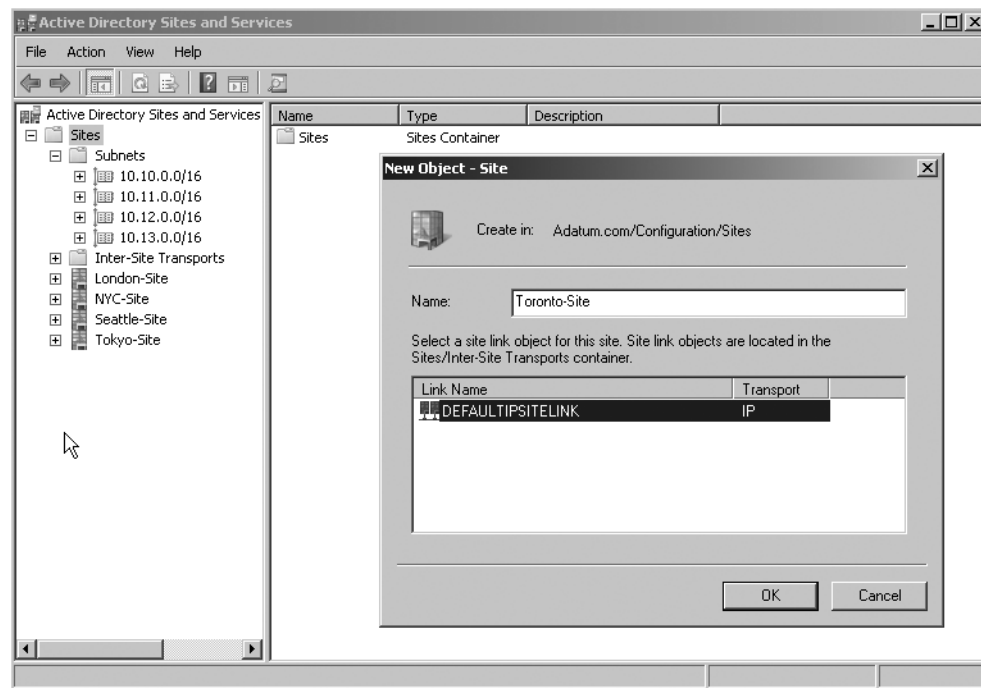 Active Directory Sites and Services
File Action View Help
Active Directory Sites and Services
Sites
Subnets
10.10.0.0/16
10.11.0.0/16
10.12.0.0/16
10.13.0.0/16
Inter-Site Transports
London-Site
NYC-Site
Seattle-Site
Tokyo-Site
Name Type Description
Sites Sites Container
New Object - Site
Create in: Adatum.com/Configuration/Sites
Name: Toronto-Site
Select a site link object for this site. Site link objects are located in the
Sites/Inter-Site Transports container.
Link Name Transport
DEFAULTIPSITELINK IP
OK Cancel